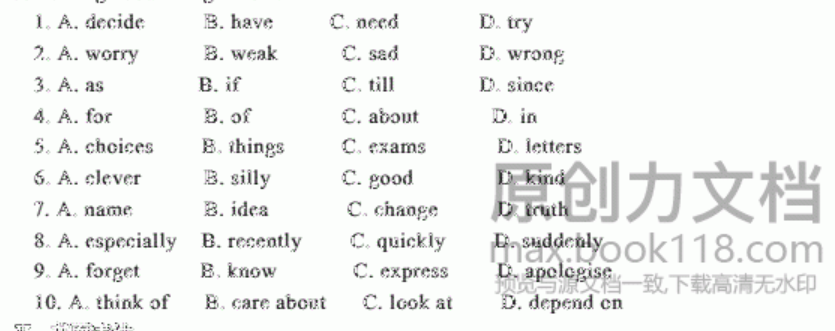 1. A. decide B. have C. need D. try
2. A. worry B. weak C. sad D. wrong
3. A. as B. if C. till D. since
4. A. for B. of C. about D. in
5. A. choices B. things C. exams D. letters
6. A. clever B. silly C. good D. kind
7. A. name B. idea C. change D. truth
8. A. especially B. recently C. quickly D. suddenly
9. A. forget B. know C. express D. apologise
10. A. think of B. care about C. look at D. depend on
原创力文档
max.book118.com
预览与源文档一致,下载高清无水印